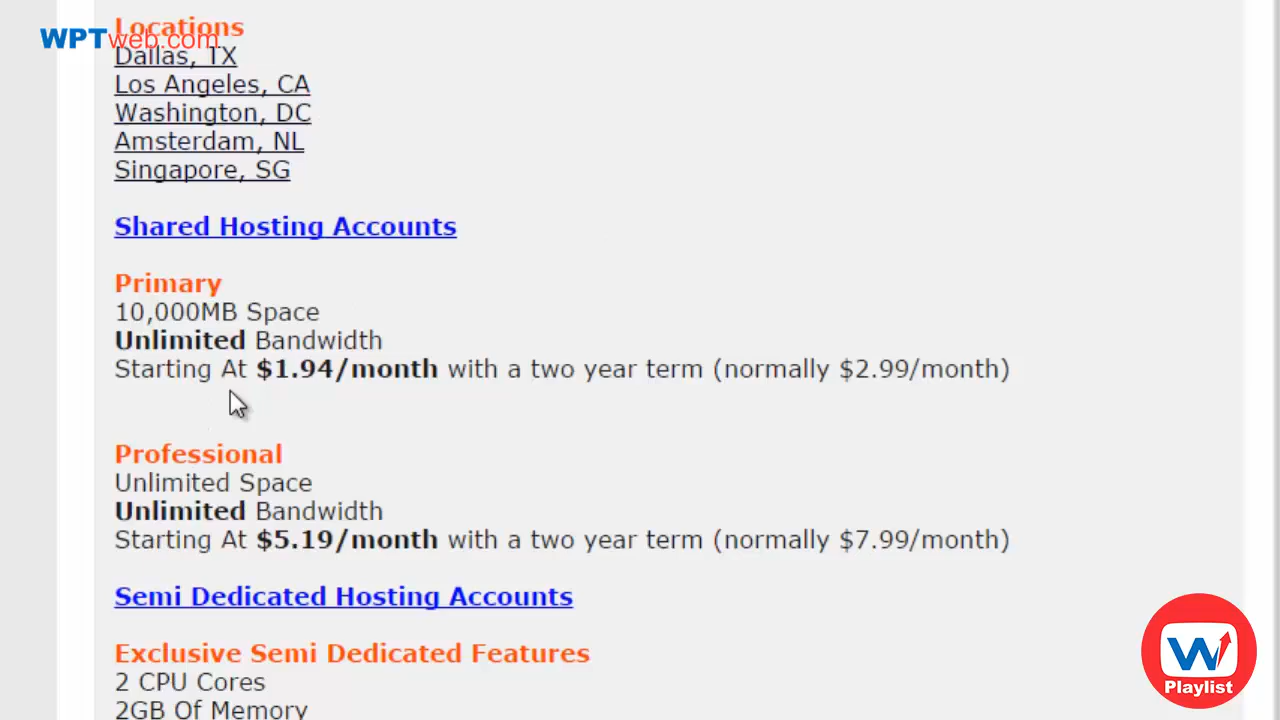 Locations
WPTweb.com
Dallas, TX
Los Angeles, CA
Washington, DC
Amsterdam, NL
Singapore, SG
Shared Hosting Accounts
Primary
10,000MB Space
Unlimited Bandwidth
Starting At $1.94/month with a two year term (normally $2.99/month)
Professional
Unlimited Space
Unlimited Bandwidth
Starting At $5.19/month with a two year term (normally $7.99/month)
Semi Dedicated Hosting Accounts
Exclusive Semi Dedicated Features
2 CPU Cores
2GB Of Memory
W
Playlist